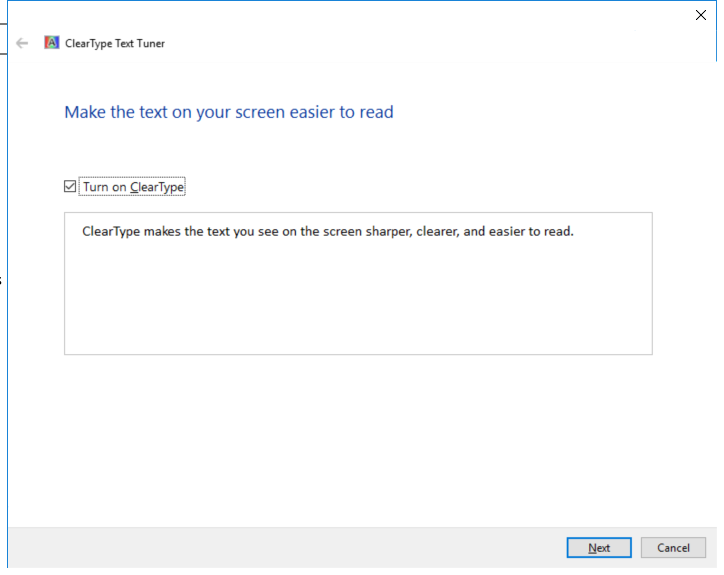 ClearType Text Tuner
Make the text on your screen easier to read
Turn on ClearType
ClearType makes the text you see on the screen sharper, clearer, and easier to read.
Next
Cancel